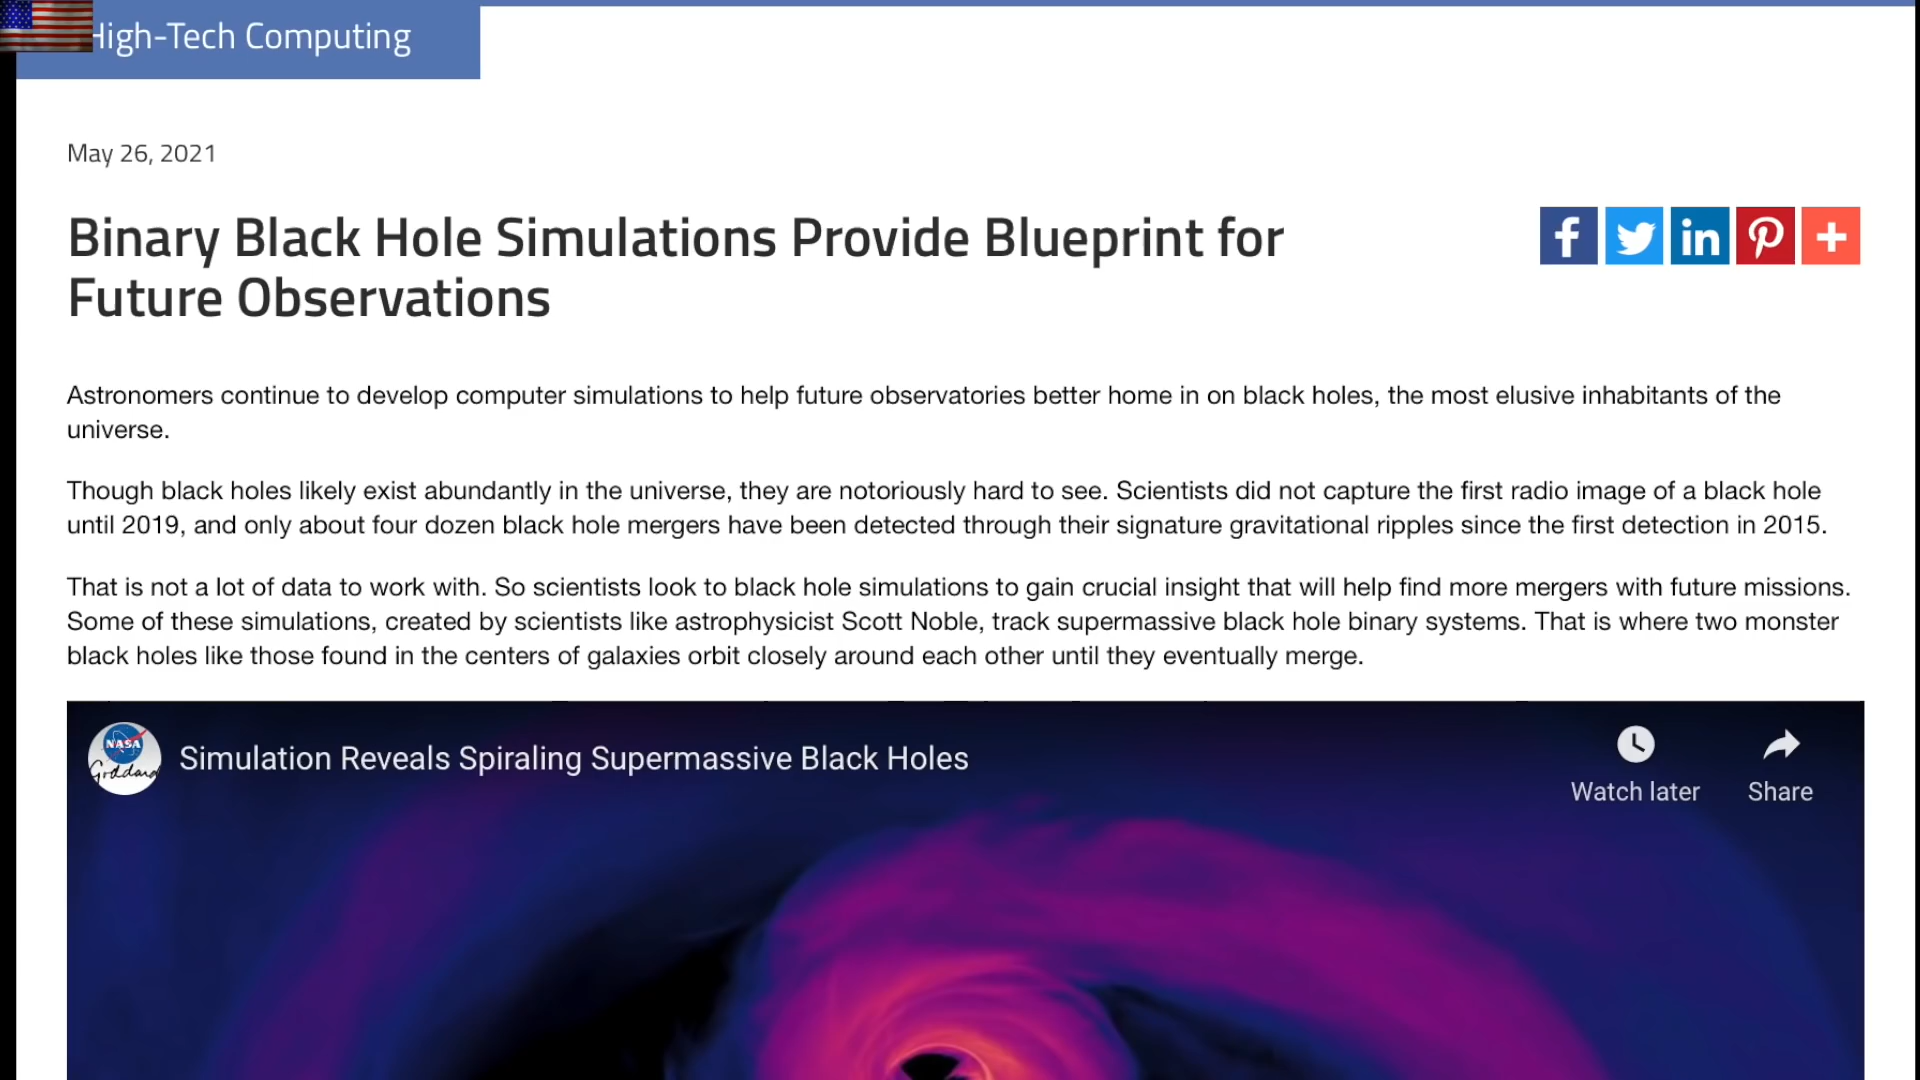 High-Tech Computing
May 26, 2021
Binary Black Hole Simulations Provide Blueprint for
Future Observations
Astronomers continue to develop computer simulations to help future observatories better home in on black holes, the most elusive inhabitants of the
universe.
Though black holes likely exist abundantly in the universe, they are notoriously hard to see. Scientists did not capture the first radio image of a black hole
until 2019, and only about four dozen black hole mergers have been detected through their signature gravitational ripples since the first detection in 2015.
That is not a lot of data to work with. So scientists look to black hole simulations to gain crucial insight that will help find more mergers with future missions.
Some of these simulations, created by scientists like astrophysicist Scott Noble, track supermassive black hole binary systems. That is where two monster
black holes like those found in the centers of galaxies orbit closely around each other until they eventually merge.
NASA
Goddard
Simulation Reveals Spiraling Supermassive Black Holes
Watch later
Share